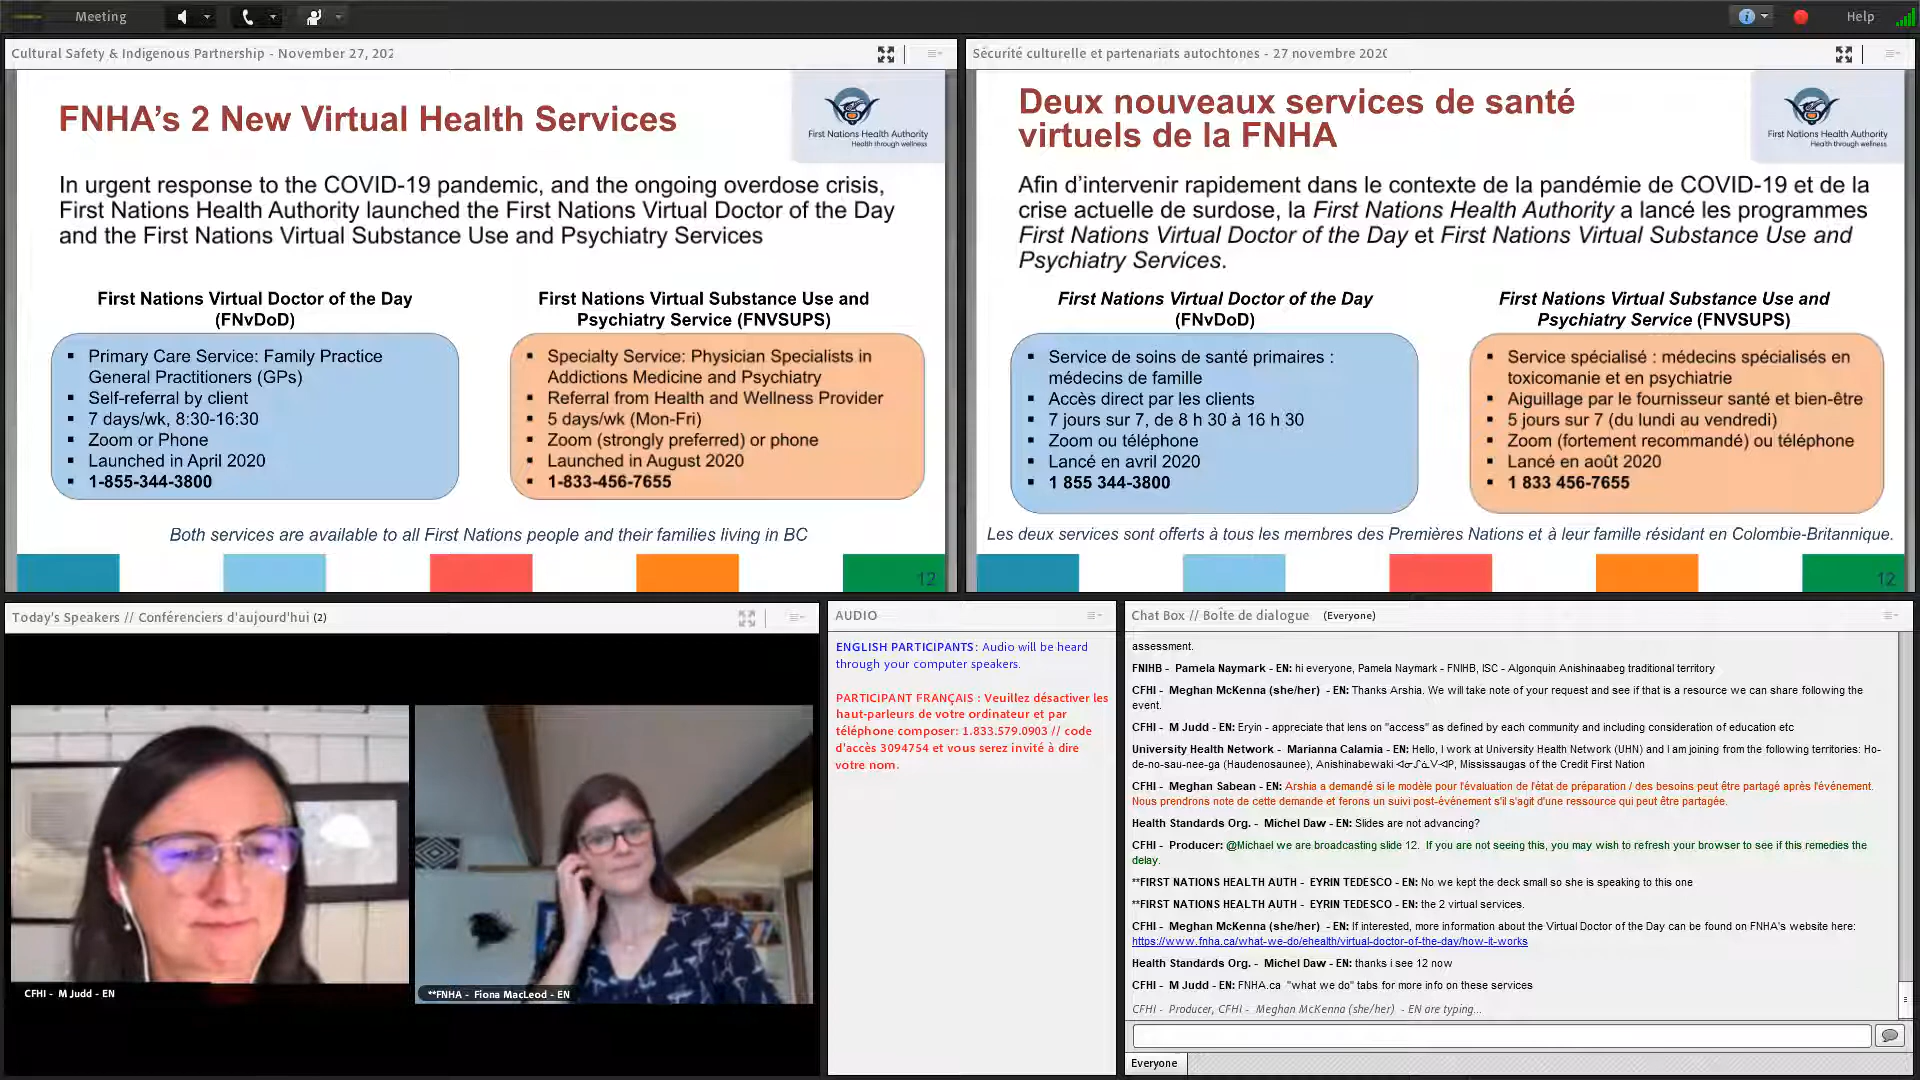 Meeting
Help
Cultural Safety & Indigenous Partnership - November 27, 202
FNHA's 2 New Virtual Health Services
First Nations Health Authority
Health through wellness
In urgent response to the COVID-19 pandemic, and the ongoing overdose crisis,
First Nations Health Authority launched the First Nations Virtual Doctor of the Day
and the First Nations Virtual Substance Use and Psychiatry Services
First Nations Virtual Doctor of the Day
(FNvDoD)
▪ Primary Care Service: Family Practice
General Practitioners (GPs)
▪ Self-referral by client
▪ 7 days/wk, 8:30-16:30
▪ Zoom or Phone
▪ Launched in April 2020
▪ 1-855-344-3800
First Nations Virtual Substance Use and
Psychiatry Service (FNVSUPS)
▪ Specialty Service: Physician Specialists in
Addictions Medicine and Psychiatry
▪ Referral from Health and Wellness Provider
▪ 5 days/wk (Mon-Fri)
▪ Zoom (strongly preferred) or phone
▪ Launched in August 2020
▪ 1-833-456-7655
Both services are available to all First Nations people and their families living in BC
12
Sécurité culturelle et partenariats autochtones - 27 novembre 2020
Deux nouveaux services de santé
virtuels de la FNHA
First Nations Health Authority
Health through wellness
Afin d'intervenir rapidement dans le contexte de la pandémie de COVID-19 et de la
crise actuelle de surdose, la First Nations Health Authority a lancé les programmes
First Nations Virtual Doctor of the Day et First Nations Virtual Substance Use and
Psychiatry Services.
First Nations Virtual Doctor of the Day
(FNvDoD)
▪ Service de soins de santé primaires :
médecins de famille
▪ Accès direct par les clients
▪ 7 jours sur 7, de 8 h 30 à 16 h 30
▪ Zoom ou téléphone
▪ Lancé en avril 2020
▪ 1 855 344-3800
First Nations Virtual Substance Use and
Psychiatry Service (FNVSUPS)
▪ Service spécialisé : médecins spécialisés en
toxicomanie et en psychiatrie
▪ Aiguillage par le fournisseur santé et bien-être
▪ 5 jours sur 7 (du lundi au vendredi)
▪ Zoom (fortement recommandé) ou téléphone
▪ Lancé en août 2020
▪ 1 833 456-7655
Les deux services sont offerts à tous les membres des Premières Nations et à leur famille résidant en Colombie-Britannique.
12
Today's Speakers // Conférenciers d'aujourd'hui (2)
CFHI - M Judd - EN
**FNHA - Fiona MacLeod - EN
AUDIO
ENGLISH PARTICIPANTS: Audio will be heard
through your computer speakers.
PARTICIPANT FRANÇAIS : Veuillez désactiver les
haut-parleurs de votre ordinateur et par
téléphone composer: 1.833.579.0903 // code
d'accès 3094754 et vous serez invité à dire
votre nom.
Chat Box // Boîte de dialogue (Everyone)
assessment.
FNIHB - Pamela Naymark - EN: hi everyone, Pamela Naymark - FNIHB, ISC - Algonquin Anishinaabeg traditional territory
CFHI - Meghan McKenna (she/her) - EN: Thanks Arshia. We will take note of your request and see if that is a resource we can share following the
event.
CFHI - M Judd - EN: Eryin - appreciate that lens on "access" as defined by each community and including consideration of education etc
University Health Network - Marianna Calamia - EN: Hello, I work at University Health Network (UHN) and I am joining from the following territories: Ho-
de-no-sau-nee-ga (Haudenosaunee), Anishinabewaki ᐊᓂᔑᓈᐯᐗᑭ, Mississaugas of the Credit First Nation
CFHI - Meghan Sabean - EN: Arshia a demandé si le modèle pour l'évaluation de l'état de préparation / des besoins peut être partagé après l'événement.
Nous prendrons note de cette demande et ferons un suivi post-événement s'il s'agit d'une ressource qui peut être partagée.
Health Standards Org. - Michel Daw - EN: Slides are not advancing?
CFHI - Producer: @Michael we are broadcasting slide 12. If you are not seeing this, you may wish to refresh your browser to see if this remedies the
delay.
**FIRST NATIONS HEALTH AUTH - EYRIN TEDESCO - EN: No we kept the deck small so she is speaking to this one
**FIRST NATIONS HEALTH AUTH - EYRIN TEDESCO - EN: the 2 virtual services.
CFHI - Meghan McKenna (she/her) - EN: If interested, more information about the Virtual Doctor of the Day can be found on FNHA's website here:
https://www.fnha.ca/what-we-do/ehealth/virtual-doctor-of-the-day/how-it-works
Health Standards Org. - Michel Daw - EN: thanks i see 12 now
CFHI - M Judd - EN: FNHA.ca "what we do" tabs for more info on these services
CFHI - Producer, CFHI - Meghan McKenna (she/her) - EN are typing...
Everyone